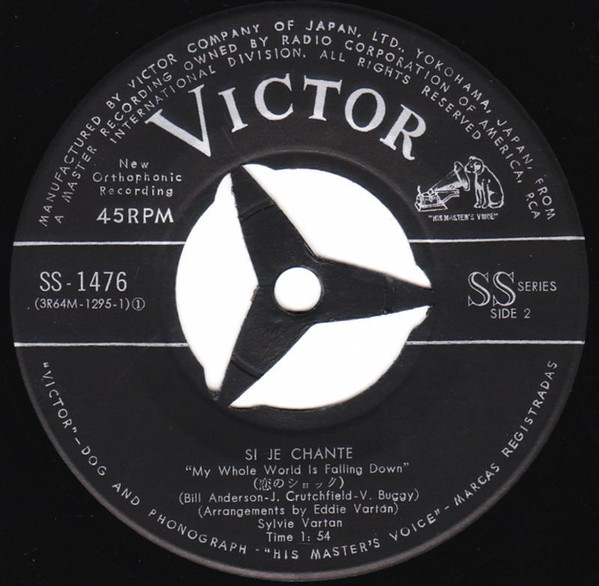 MANUFACTURED BY VICTOR COMPANY OF JAPAN, LTD., YOKOHAMA, JAPAN, FROM
A MASTER RECORDING OWNED BY RADIO CORPORATION OF AMERICA, RCA
INTERNATIONAL DIVISION. ALL RIGHTS RESERVED
VICTOR
New
Orthophonic
Recording
45RPM
"HIS MASTER'S VOICE"
SS-1476
(3R64M-1295-1)①
SS SERIES
SIDE 2
SI JE CHANTE
"My Whole World Is Falling Down"
(恋のショック)
(Bill Anderson-J. Crutchfield-V. Buggy)
(Arrangements by Eddie Vartan)
Sylvie Vartan
Time 1: 54
"VICTOR"-DOG AND PHONOGRAPH-"HIS MASTER'S VOICE"-MARCAS REGISTRADAS